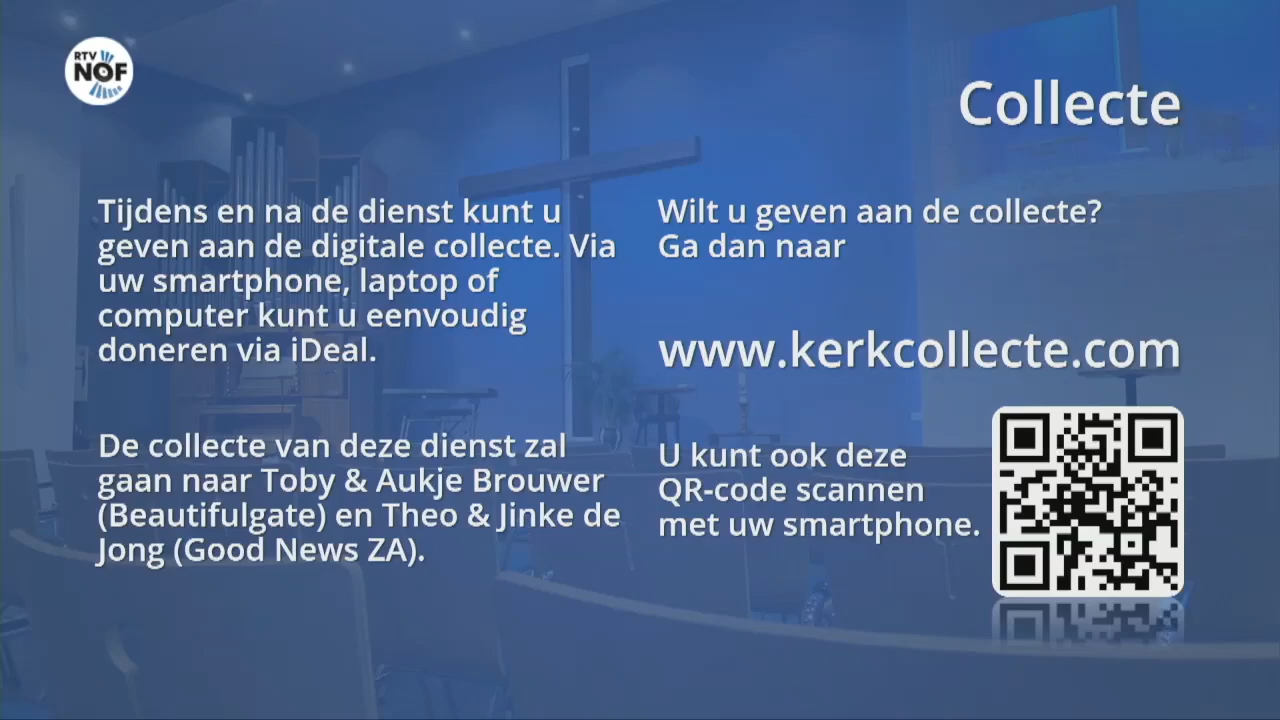 RTV
NOF
Collecte
Tijdens en na de dienst kunt u
geven aan de digitale collecte. Via
uw smartphone, laptop of
computer kunt u eenvoudig
doneren via iDeal.
De collecte van deze dienst zal
gaan naar Toby & Aukje Brouwer
(Beautifulgate) en Theo & Jinke de
Jong (Good News ZA).
Wilt u geven aan de collecte?
Ga dan naar
www.kerkcollecte.com
U kunt ook deze
QR-code scannen
met uw smartphone.